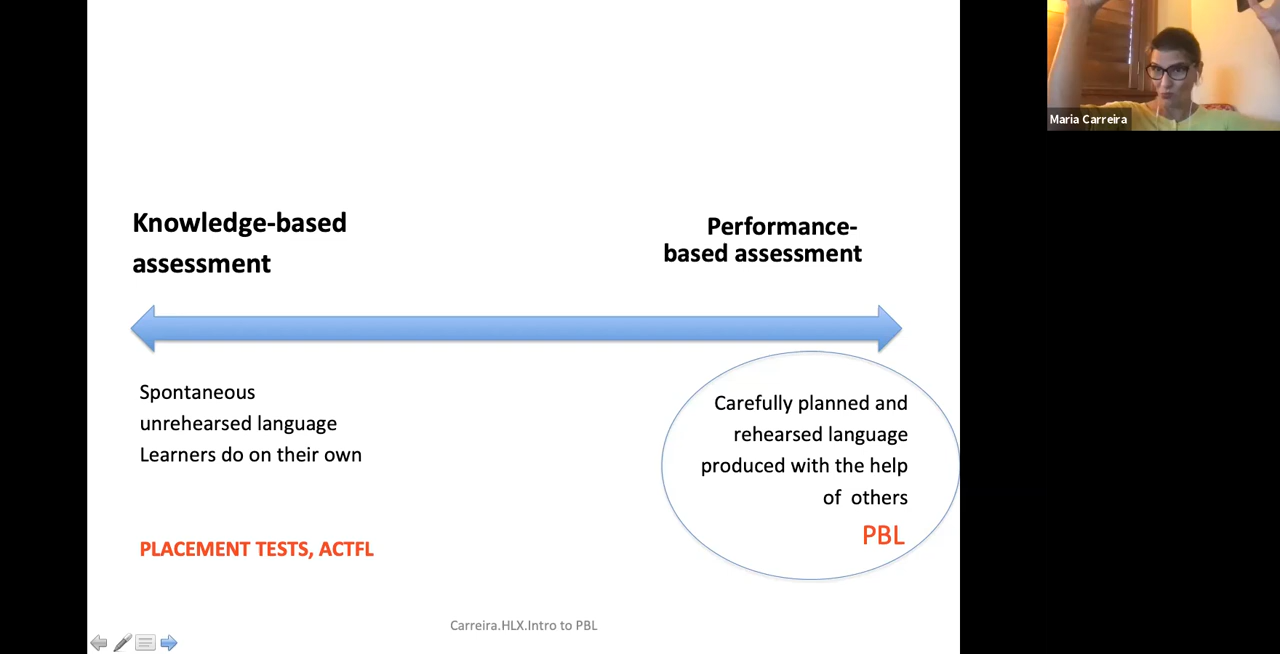 Maria Carreira
Knowledge-based
assessment
Performance-
based assessment
Spontaneous
unrehearsed language
Learners do on their own
PLACEMENT TESTS, ACTFL
Carefully planned and
rehearsed language
produced with the help
of others
PBL
Carreira.HLX.Intro to PBL